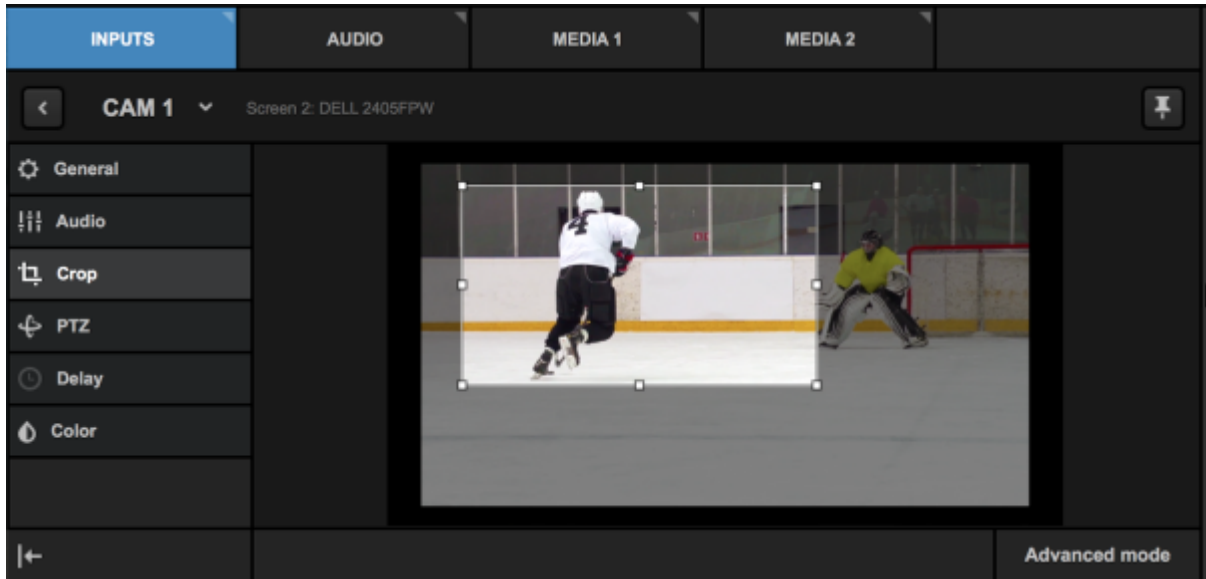 INPUTS
AUDIO
MEDIA 1
MEDIA 2
CAM 1
Screen 2: DELL 2405FPW
General
Audio
Crop
PTZ
Delay
Color
4
Advanced mode